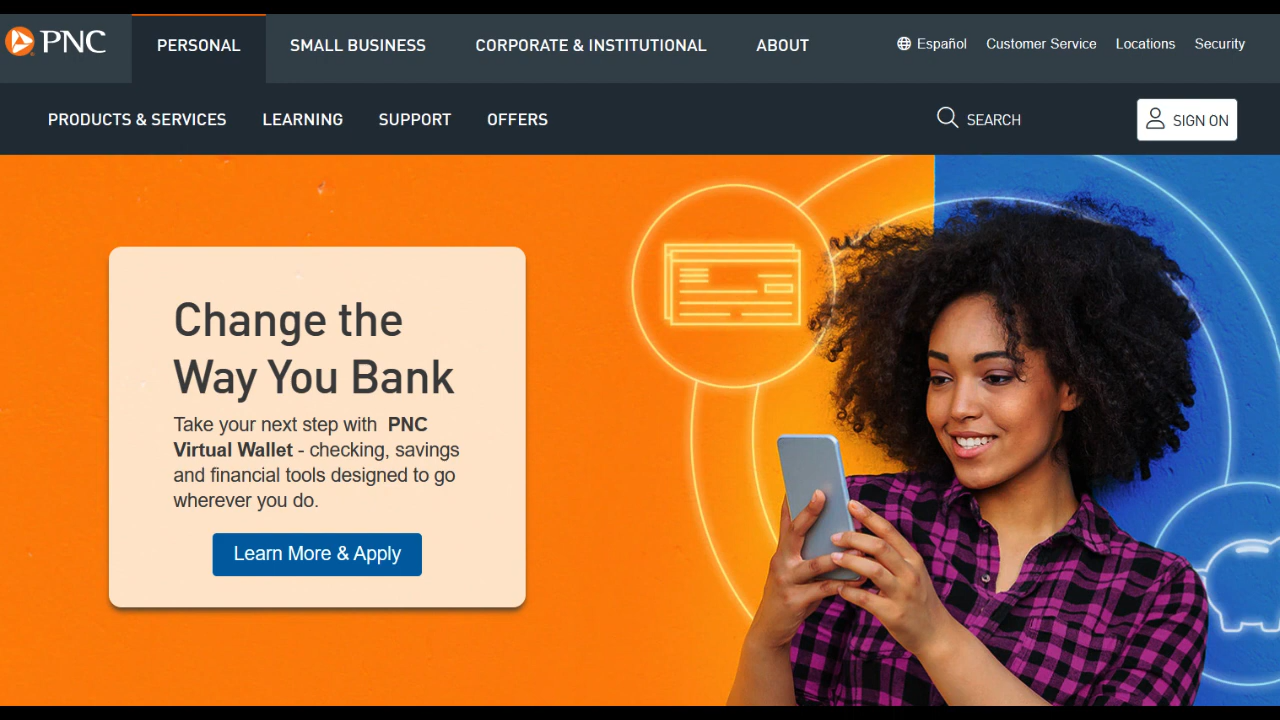 PNC
PERSONAL
SMALL BUSINESS
CORPORATE & INSTITUTIONAL
ABOUT
Español
Customer Service
Locations
Security
PRODUCTS & SERVICES
LEARNING
SUPPORT
OFFERS
SEARCH
SIGN ON
Change the
Way You Bank
Take your next step with PNC
Virtual Wallet - checking, savings
and financial tools designed to go
wherever you do.
Learn More & Apply